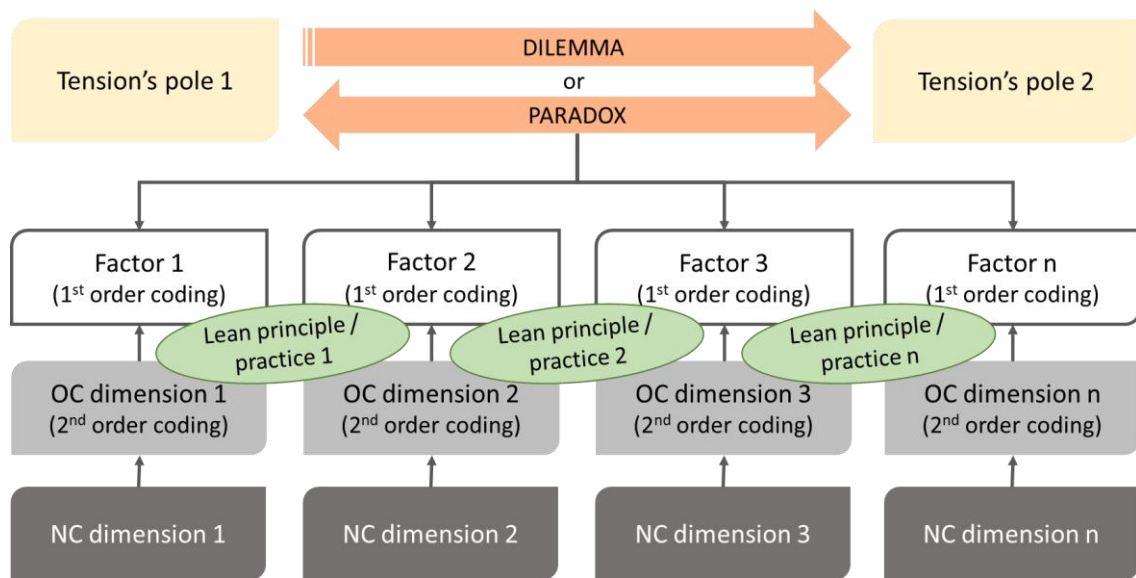 Tension's pole 1
DILEMMA
or
PARADOX
Tension's pole 2
Factor 1
(1st order coding)
Factor 2
(1st order coding)
Factor 3
(1st order coding)
Factor n
(1st order coding)
Lean principle /
practice 1
Lean principle /
practice 2
Lean principle /
practice n
OC dimension 1
(2nd order coding)
OC dimension 2
(2nd order coding)
OC dimension 3
(2nd order coding)
OC dimension n
(2nd order coding)
NC dimension 1
NC dimension 2
NC dimension 3
NC dimension n